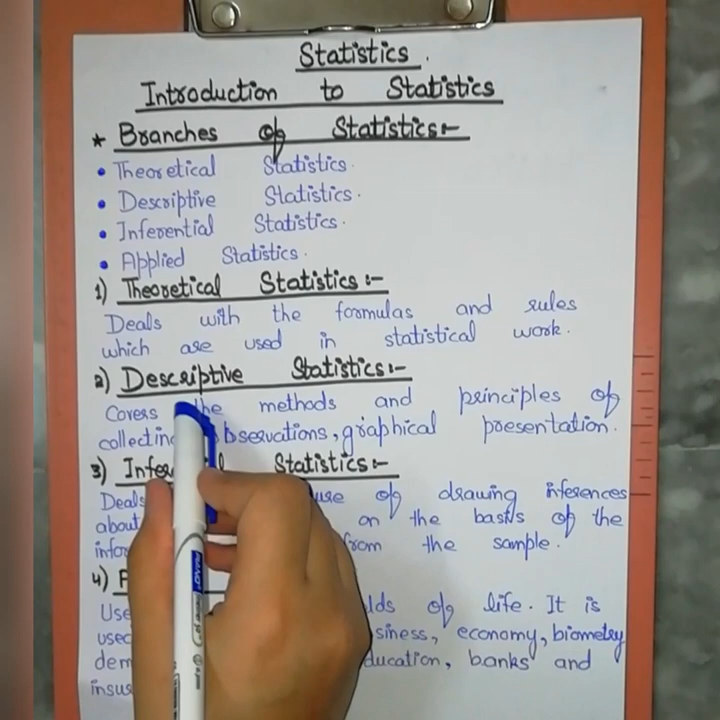 Statistics.
Introduction to Statistics
* Branches of Statistics:-
• Theoretical Statistics.
• Descriptive Statistics.
• Inferential Statistics.
• Applied Statistics.
1) Theoretical Statistics:-
Deals with the formulas and rules
which are used in statistical work.
2) Descriptive Statistics:-
Covers the methods and principles of
collecting observations, graphical presentation.
3) Statistics:-
Deals of drawing inferences
about on the basis of the
from the sample.
4)
of life. It is
economy, biometry
education, banks and